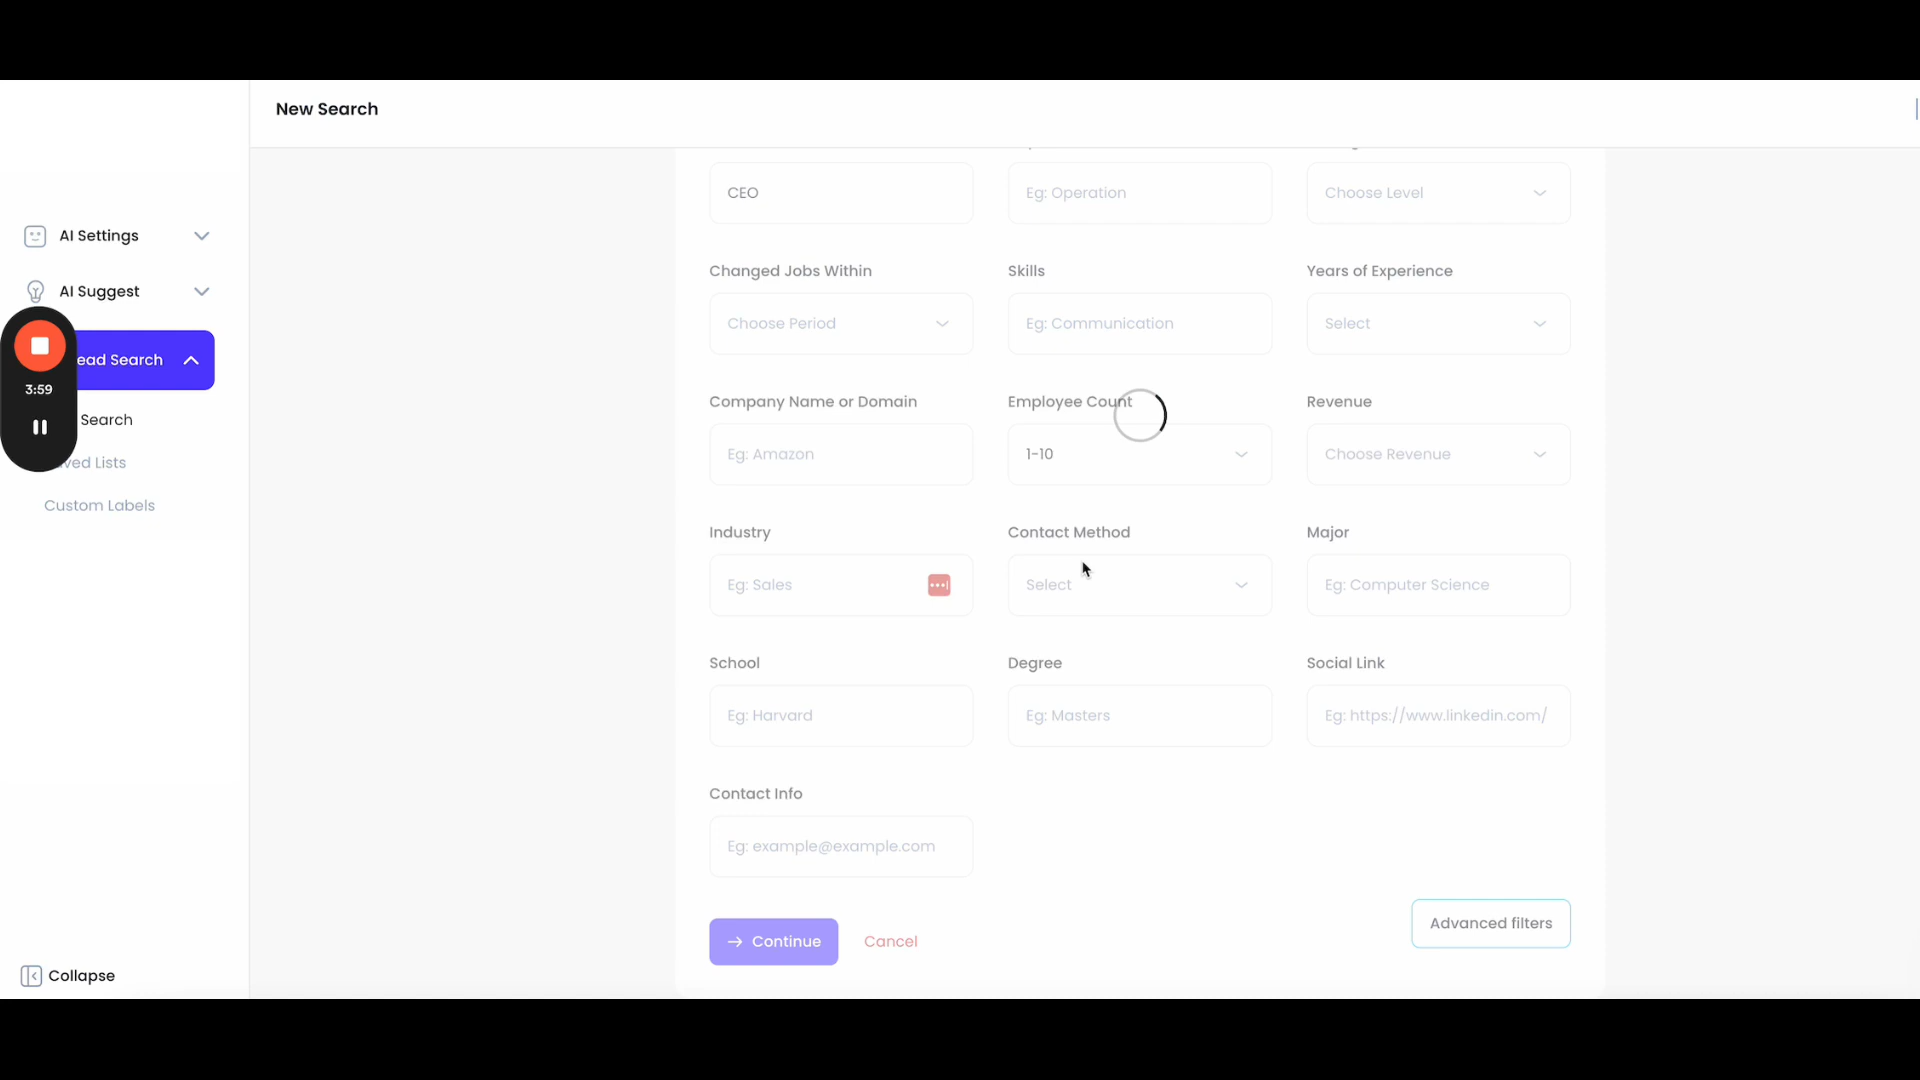 New Search
AI Settings
AI Suggest
ead Search
Search
ved Lists
Custom Labels
Collapse
3:59
CEO
Eg: Operation
Choose Level
Changed Jobs Within
Skills
Years of Experience
Choose Period
Eg: Communication
Select
Company Name or Domain
Employee Count
Revenue
Eg: Amazon
1-10
Choose Revenue
Industry
Contact Method
Major
Eg: Sales
Select
Eg: Computer Science
School
Degree
Social Link
Eg: Harvard
Eg: Masters
Eg: https://www.linkedin.com/
Contact Info
Eg: example@example.com
Continue
Cancel
Advanced filters